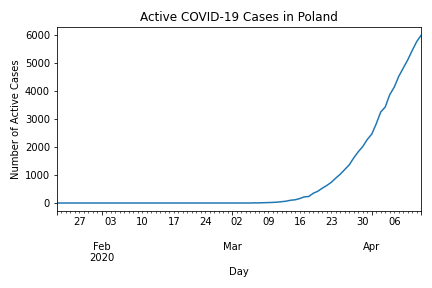 Active COVID-19 Cases in Poland
Number of Active Cases
6000
5000
4000
3000
2000
1000
0
27 03 10 17 24 02 09 16 23 30 06
Feb Mar Apr
2020
Day